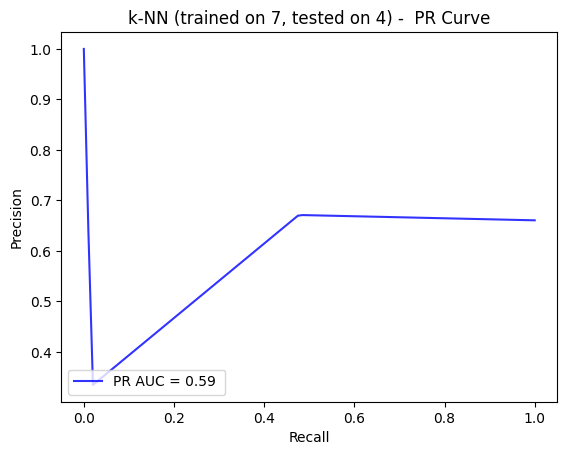 k-NN (trained on 7, tested on 4) -  PR Curve
1.0
0.9
0.8
0.7
0.6
0.5
0.4
Precision
PR AUC = 0.59
0.0 0.2 0.4 0.6 0.8 1.0
Recall